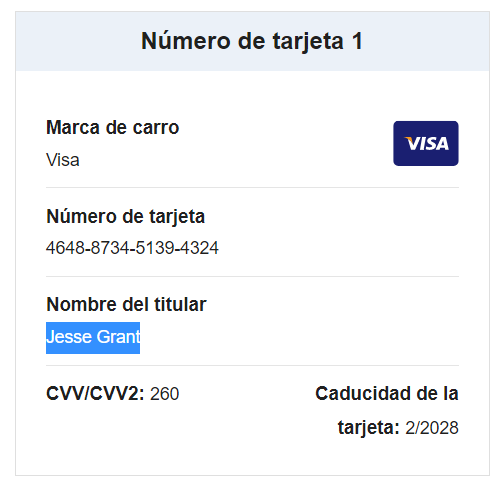 Número de tarjeta 1
Marca de carro
Visa
VISA
Número de tarjeta
4648-8734-5139-4324
Nombre del titular
Jesse Grant
CVV/CVV2: 260
Caducidad de la
tarjeta: 2/2028